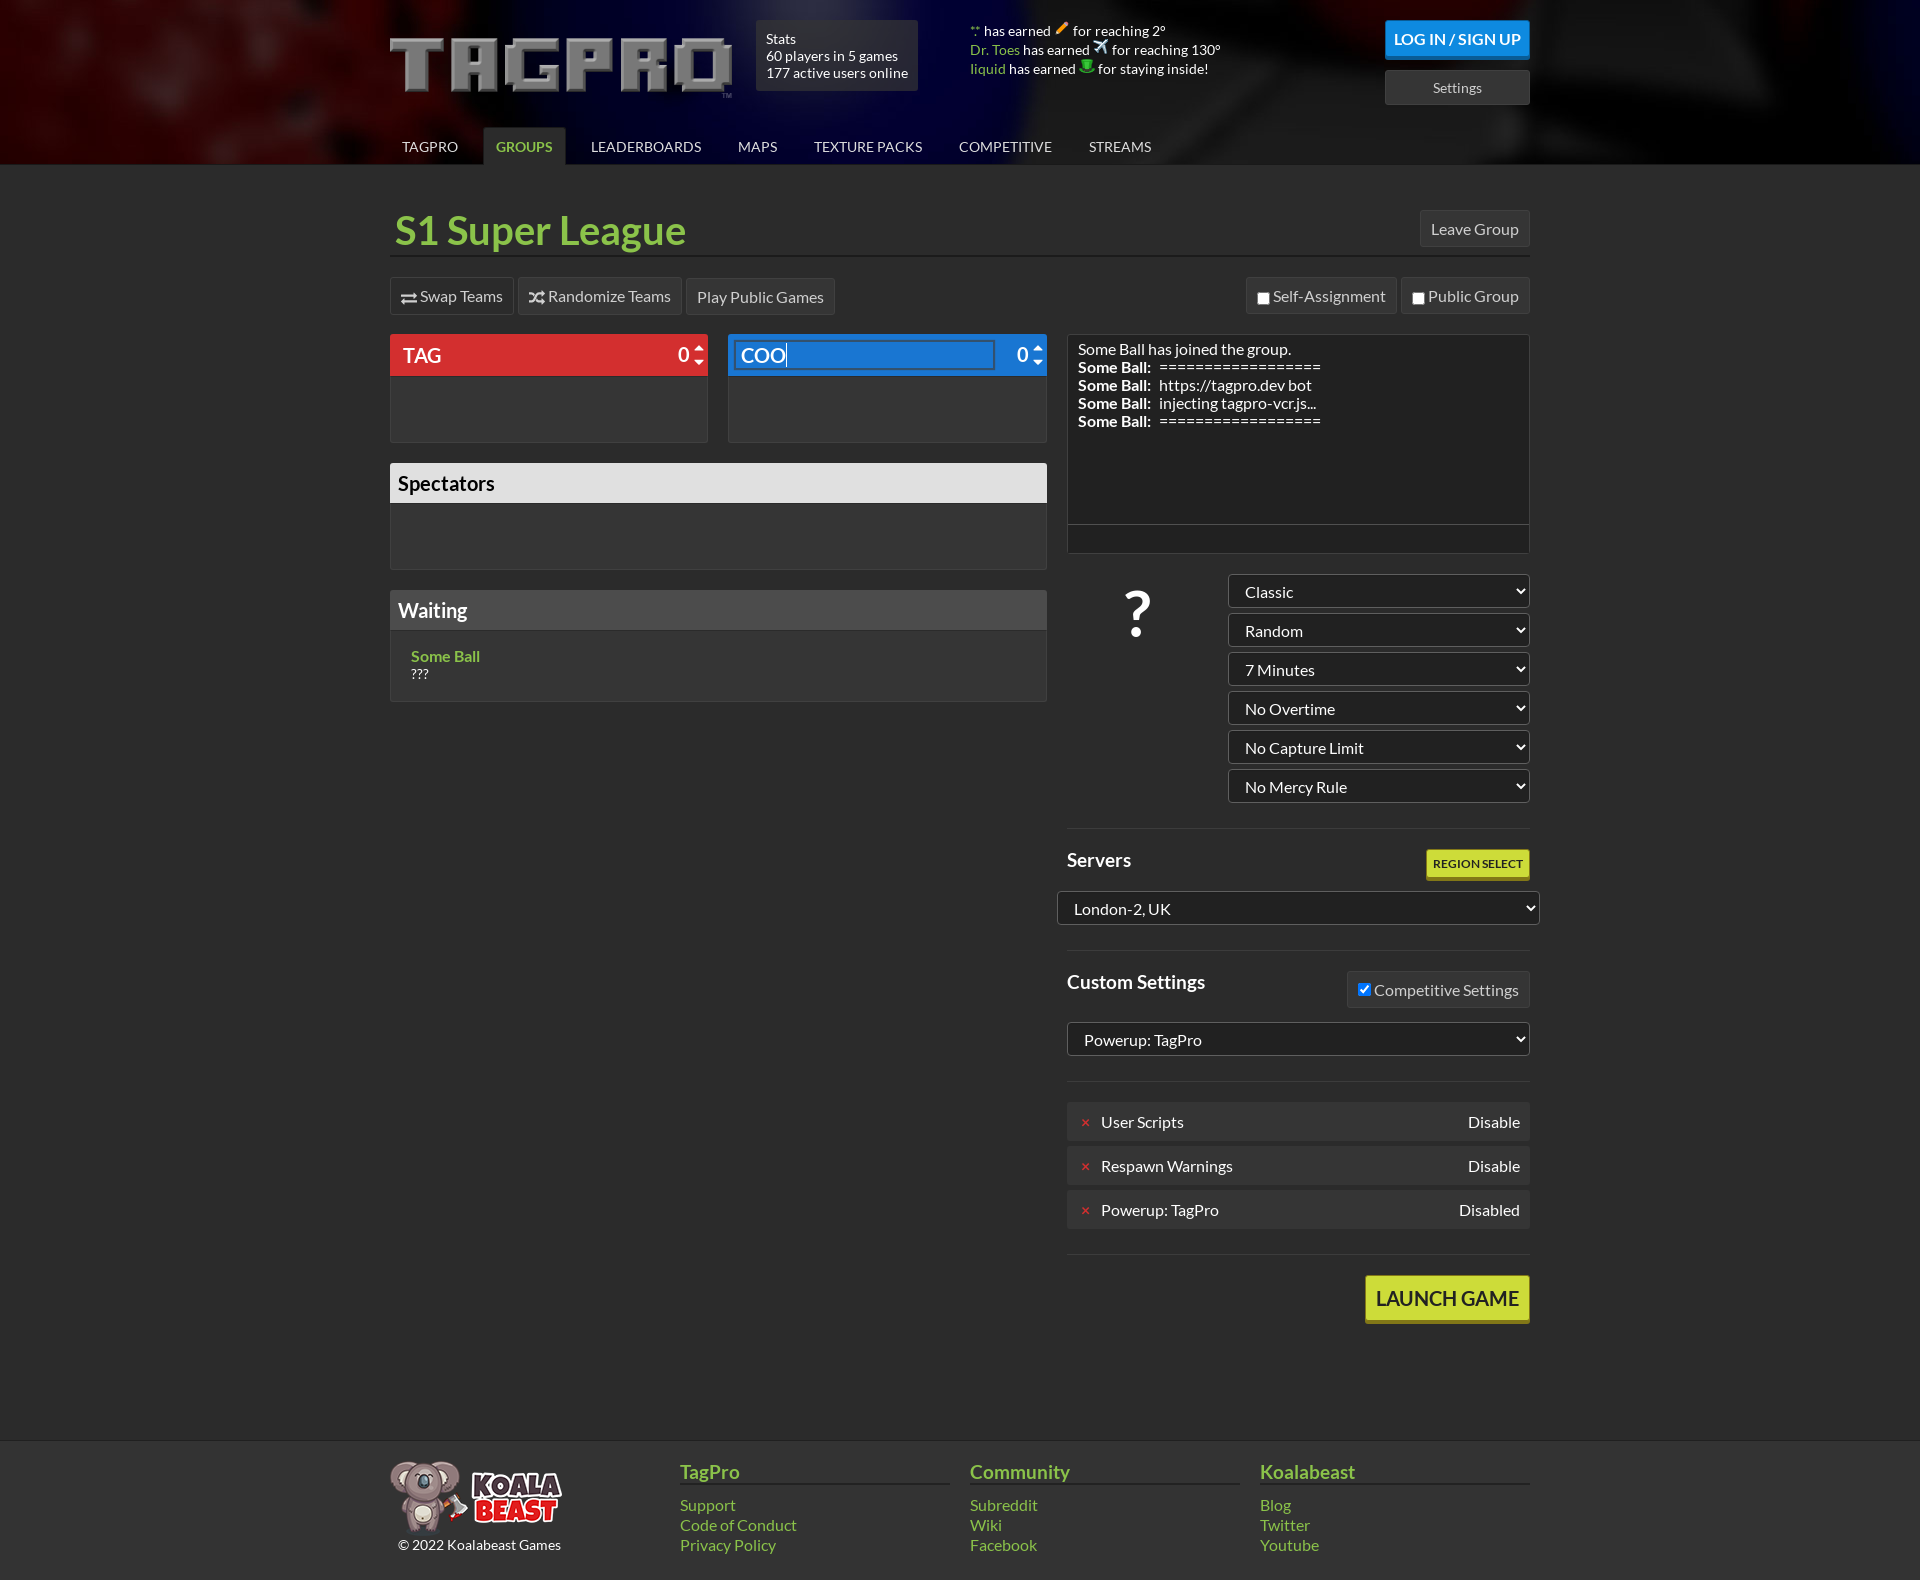 TAGPRO
TM
Stats
60 players in 5 games
177 active users online
has earned for reaching 2°
Dr. Toes has earned for reaching 130°
liquid has earned for staying inside!
LOG IN / SIGN UP
Settings
TAGPRO
GROUPS
LEADERBOARDS
MAPS
TEXTURE PACKS
COMPETITIVE
STREAMS
S1 Super League
Leave Group
Swap Teams
Randomize Teams
Play Public Games
Self-Assignment
Public Group
TAG
0
COO
0
Spectators
Waiting
Some Ball
???
Some Ball has joined the group.
Some Ball: ==================
Some Ball: https://tagpro.dev bot
Some Ball: injecting tagpro-vcr.js...
Some Ball: ==================
?
Classic
Random
7 Minutes
No Overtime
No Capture Limit
No Mercy Rule
Servers
REGION SELECT
London-2, UK
Custom Settings
Competitive Settings
Powerup: TagPro
× User Scripts Disable
× Respawn Warnings Disable
× Powerup: TagPro Disabled
LAUNCH GAME
KOALA
BEAST
© 2022 Koalabeast Games
TagPro
Support
Code of Conduct
Privacy Policy
Community
Subreddit
Wiki
Facebook
Koalabeast
Blog
Twitter
Youtube